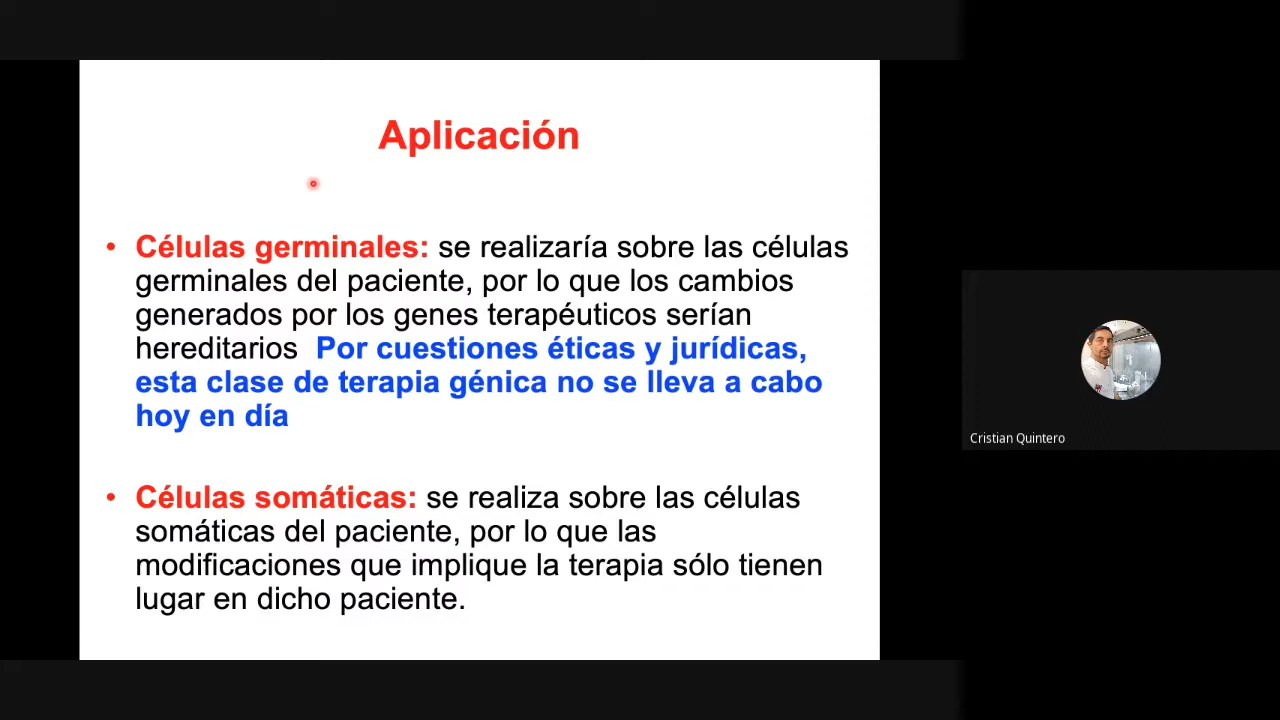 Aplicación
• Células germinales: se realizaría sobre las células
germinales del paciente, por lo que los cambios
generados por los genes terapéuticos serían
hereditarios Por cuestiones éticas y jurídicas,
esta clase de terapia génica no se lleva a cabo
hoy en día
• Células somáticas: se realiza sobre las células
somáticas del paciente, por lo que las
modificaciones que implique la terapia sólo tienen
lugar en dicho paciente.
Cristian Quintero